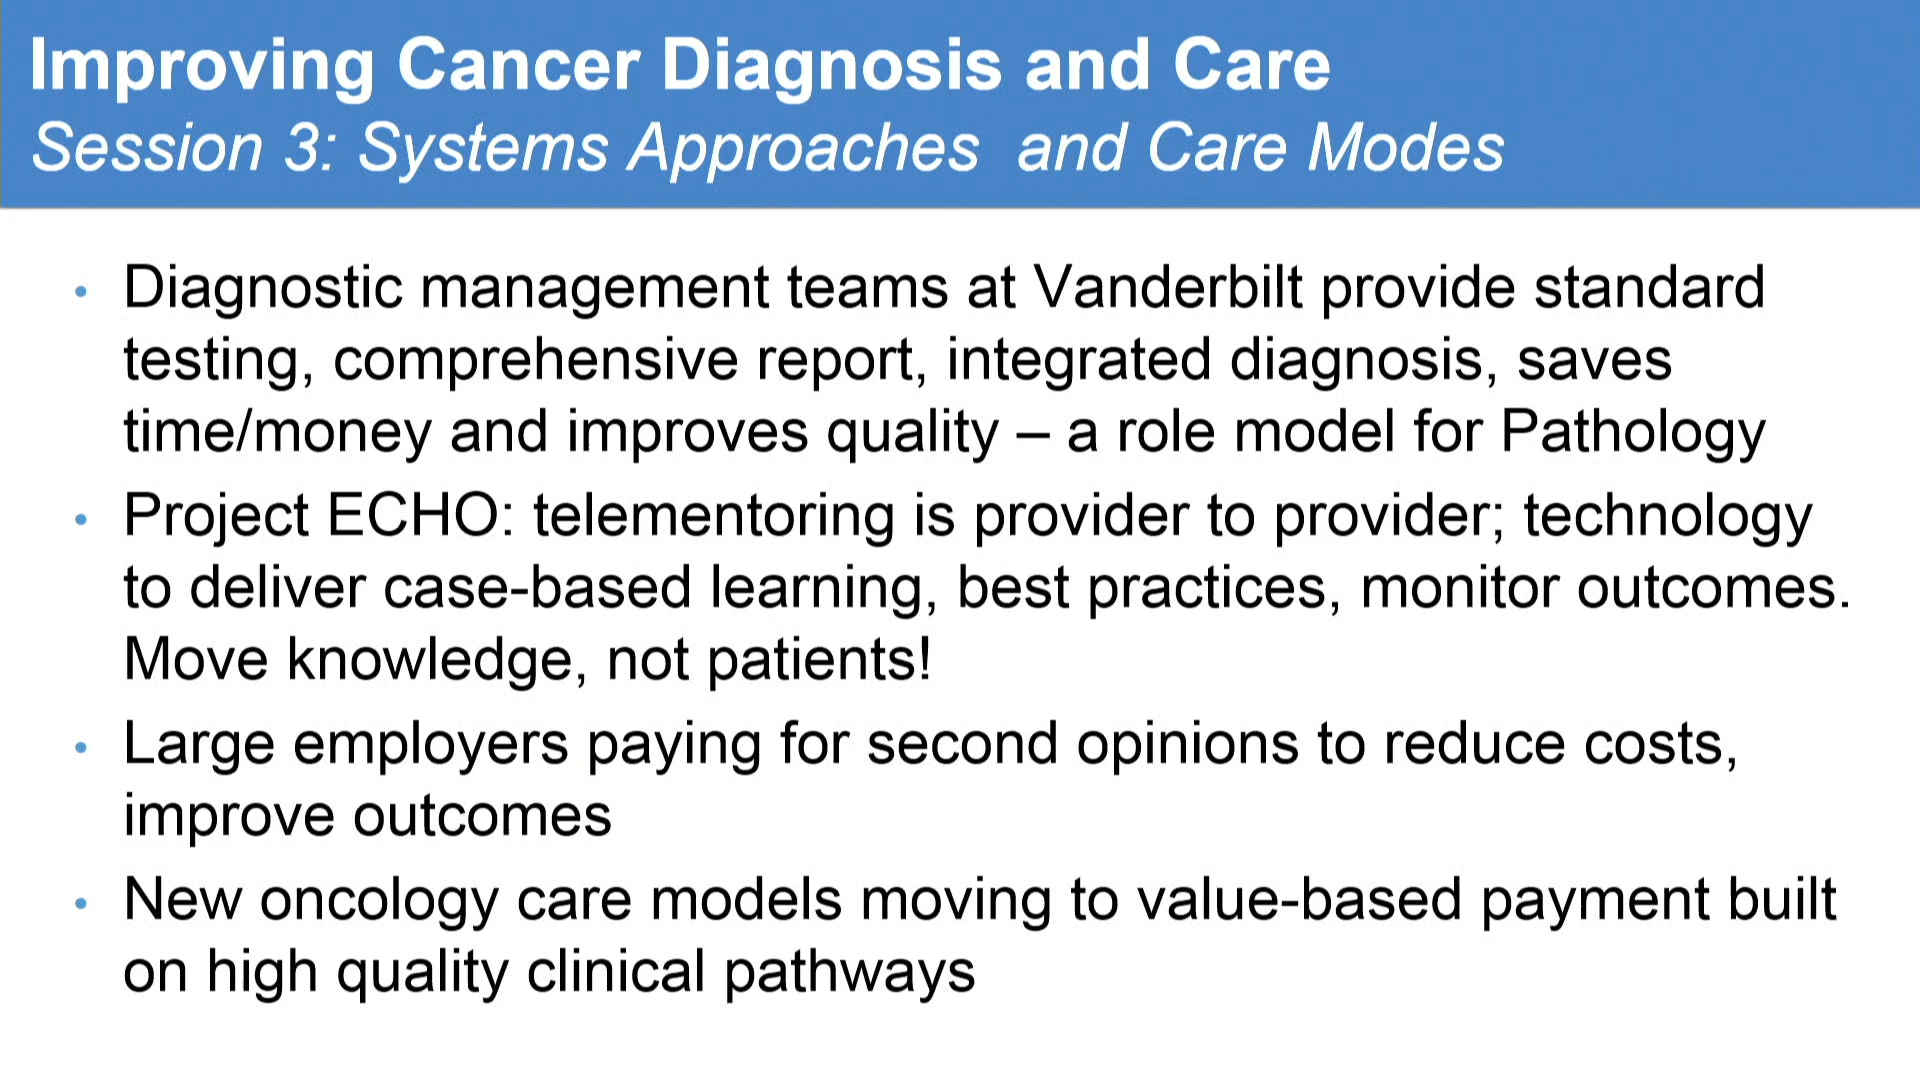 Improving Cancer Diagnosis and Care
Session 3: Systems Approaches  and Care Modes
• Diagnostic management teams at Vanderbilt provide standard
testing, comprehensive report, integrated diagnosis, saves
time/money and improves quality – a role model for Pathology
• Project ECHO: telementoring is provider to provider; technology
to deliver case-based learning, best practices, monitor outcomes.
Move knowledge, not patients!
• Large employers paying for second opinions to reduce costs,
improve outcomes
• New oncology care models moving to value-based payment built
on high quality clinical pathways